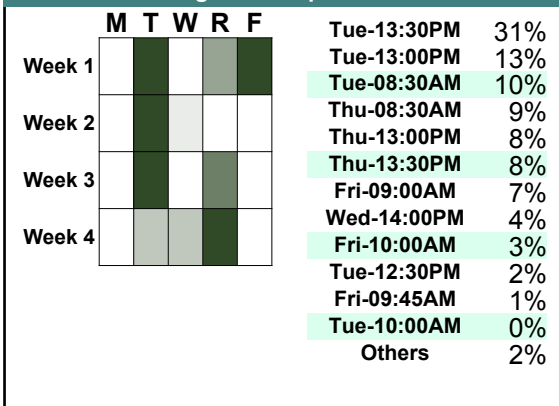 M T W R F
Week 1
Week 2
Week 3
Week 4
Tue-13:30PM 31%
Tue-13:00PM 13%
Tue-08:30AM 10%
Thu-08:30AM 9%
Thu-13:00PM 8%
Thu-13:30PM 8%
Fri-09:00AM 7%
Wed-14:00PM 4%
Fri-10:00AM 3%
Tue-12:30PM 2%
Fri-09:45AM 1%
Tue-10:00AM 0%
Others 2%